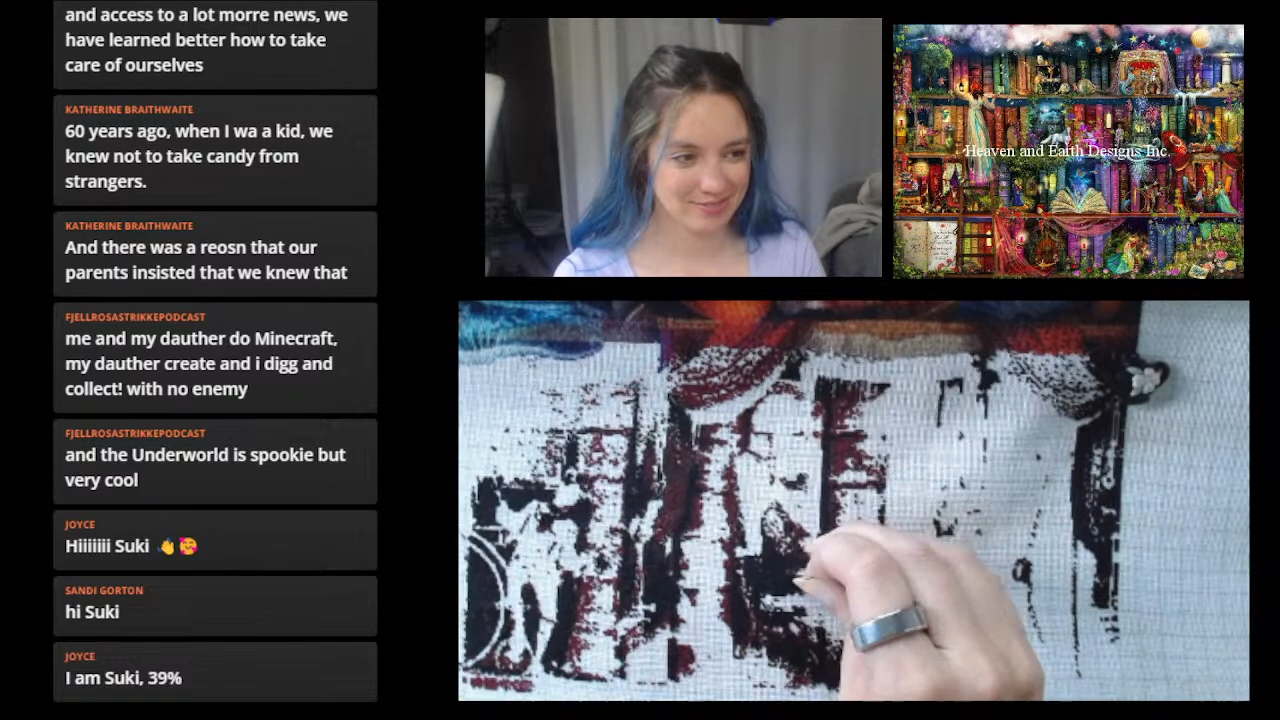 and access to a lot morre news, we
have learned better how to take
care of ourselves
KATHERINE BRAITHWAITE
60 years ago, when I wa a kid, we
knew not to take candy from
strangers.
KATHERINE BRAITHWAITE
And there was a reosn that our
parents insisted that we knew that
FJELLROSASTRIKKEPODCAST
me and my dauther do Minecraft,
my dauther create and i digg and
collect! with no enemy
FJELLROSASTRIKKEPODCAST
and the Underworld is spookie but
very cool
JOYCE
Hiiiiiii Suki 👋🥰
SANDI GORTON
hi Suki
JOYCE
I am Suki, 39%
Heaven and Earth Designs Inc.